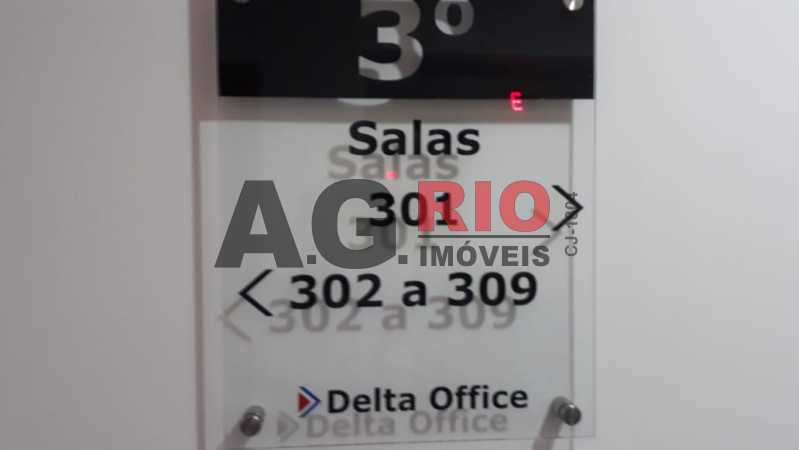 3º
E
Salas
301 >
A.G. RIO
IMÓVEIS
CJ-1004
< 302 a 309
Delta Office